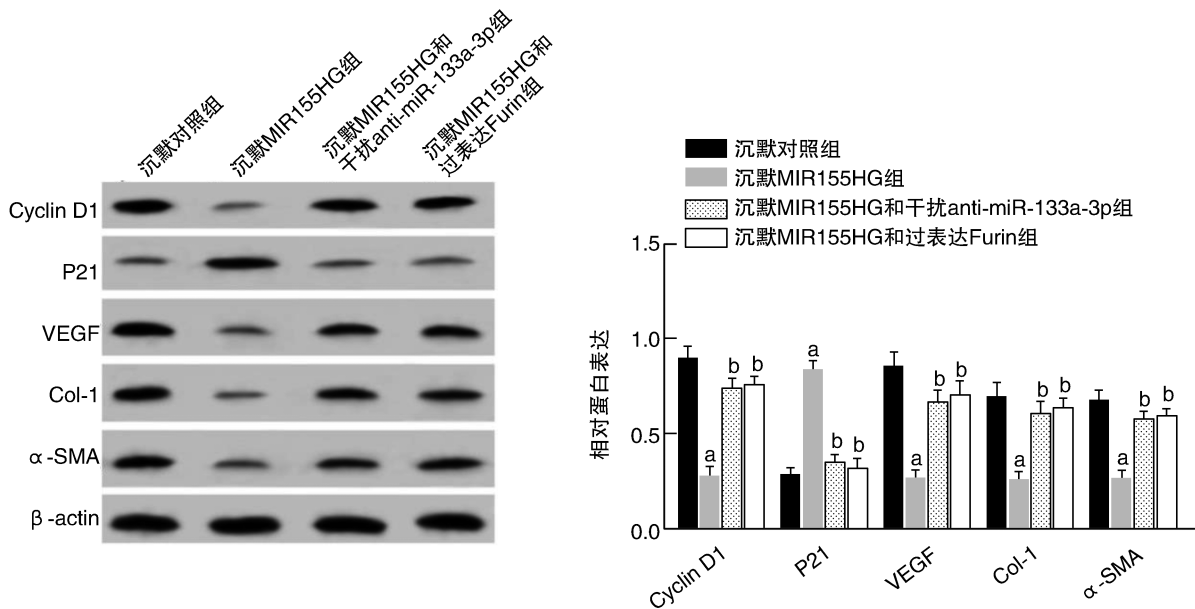 沉默对照组
沉默MIR155HG组
沉默MIR155HG和
干扰anti-miR-133a-3p组
沉默MIR155HG和
过表达Furin组
Cyclin D1
P21
VEGF
Col-1
α-SMA
β-actin
沉默对照组
沉默MIR155HG组
沉默MIR155HG和干扰anti-miR-133a-3p组
沉默MIR155HG和过表达Furin组
相对蛋白表达
1.5
1.0
0.5
0.0
a
b
b
a
b
b
a
b
b
a
b
b
a
b
b
Cyclin D1
P21
VEGF
Col-1
α-SMA